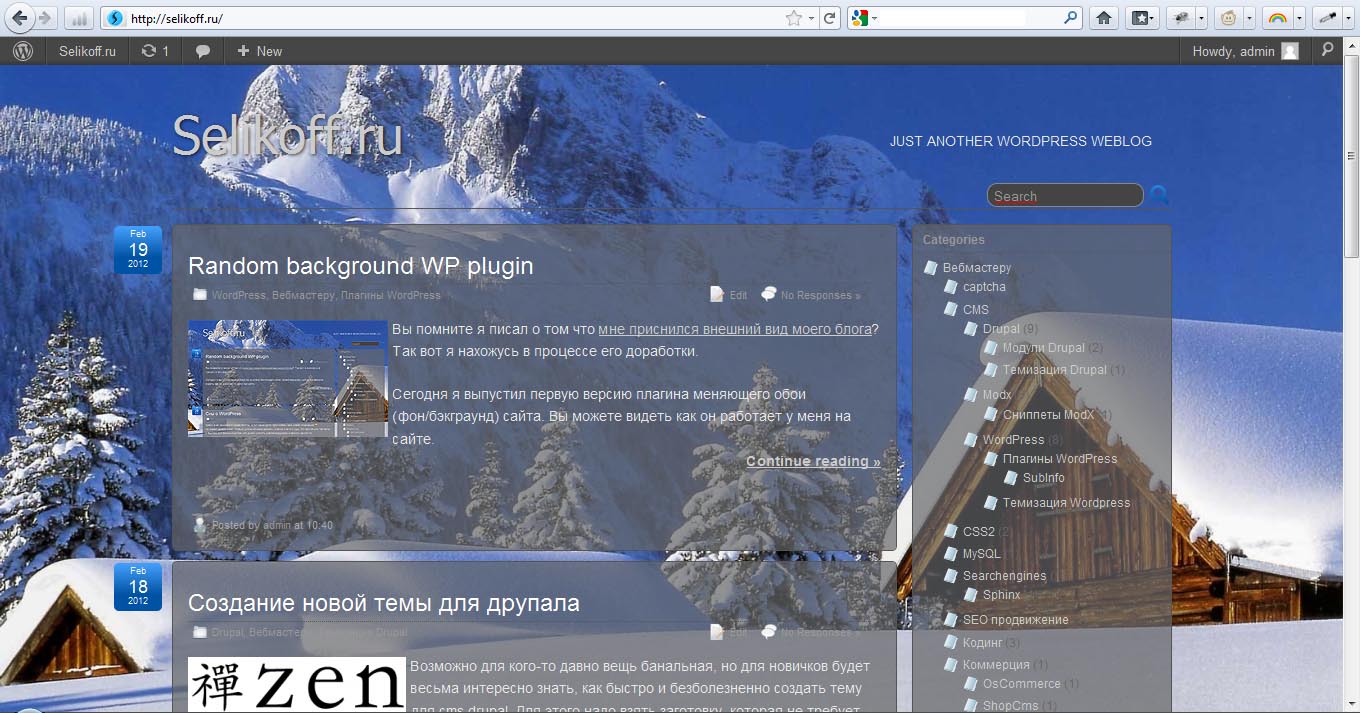 http://selikoff.ru/
Selikoff.ru 1 New Howdy, admin
Selikoff.ru
JUST ANOTHER WORDPRESS WEBLOG
Search
Feb
19
2012
Random background WP plugin
WordPress, Вебмастеру, Плагины WordPress Edit No Responses »
Selikoff.ru
Random background WP plugin
Вы помните я писал о том что мне приснился внешний вид моего блога?
Так вот я нахожусь в процессе его доработки.
Сегодня я выпустил первую версию плагина меняющего обои
(фон/бэкграунд) сайта. Вы можете видеть как он работает у меня на
сайте.
Continue reading »
Posted by admin at 10:40
Feb
18
2012
Создание новой темы для друпала
Drupal, Вебмастеру, Drupal Edit No Responses »
禪 zen
Возможно для кого-то давно вещь банальная, но для новичков будет
весьма интересно знать, как быстро и безболезненно создать тему
для cms drupal. Для этого надо взять заготовку, которая не требует
Categories
Вебмастеру
captcha
CMS
Drupal (9)
Модули Drupal (2)
Темизация Drupal (1)
Modx
Сниппеты ModX (1)
WordPress (8)
Плагины WordPress
SubInfo
Темизация Wordpress
CSS2 (2)
MySQL
Searchengines
Sphinx
SEO продвижение
Кодинг (3)
Коммерция (1)
OsCommerce (1)
ShopCms (1)